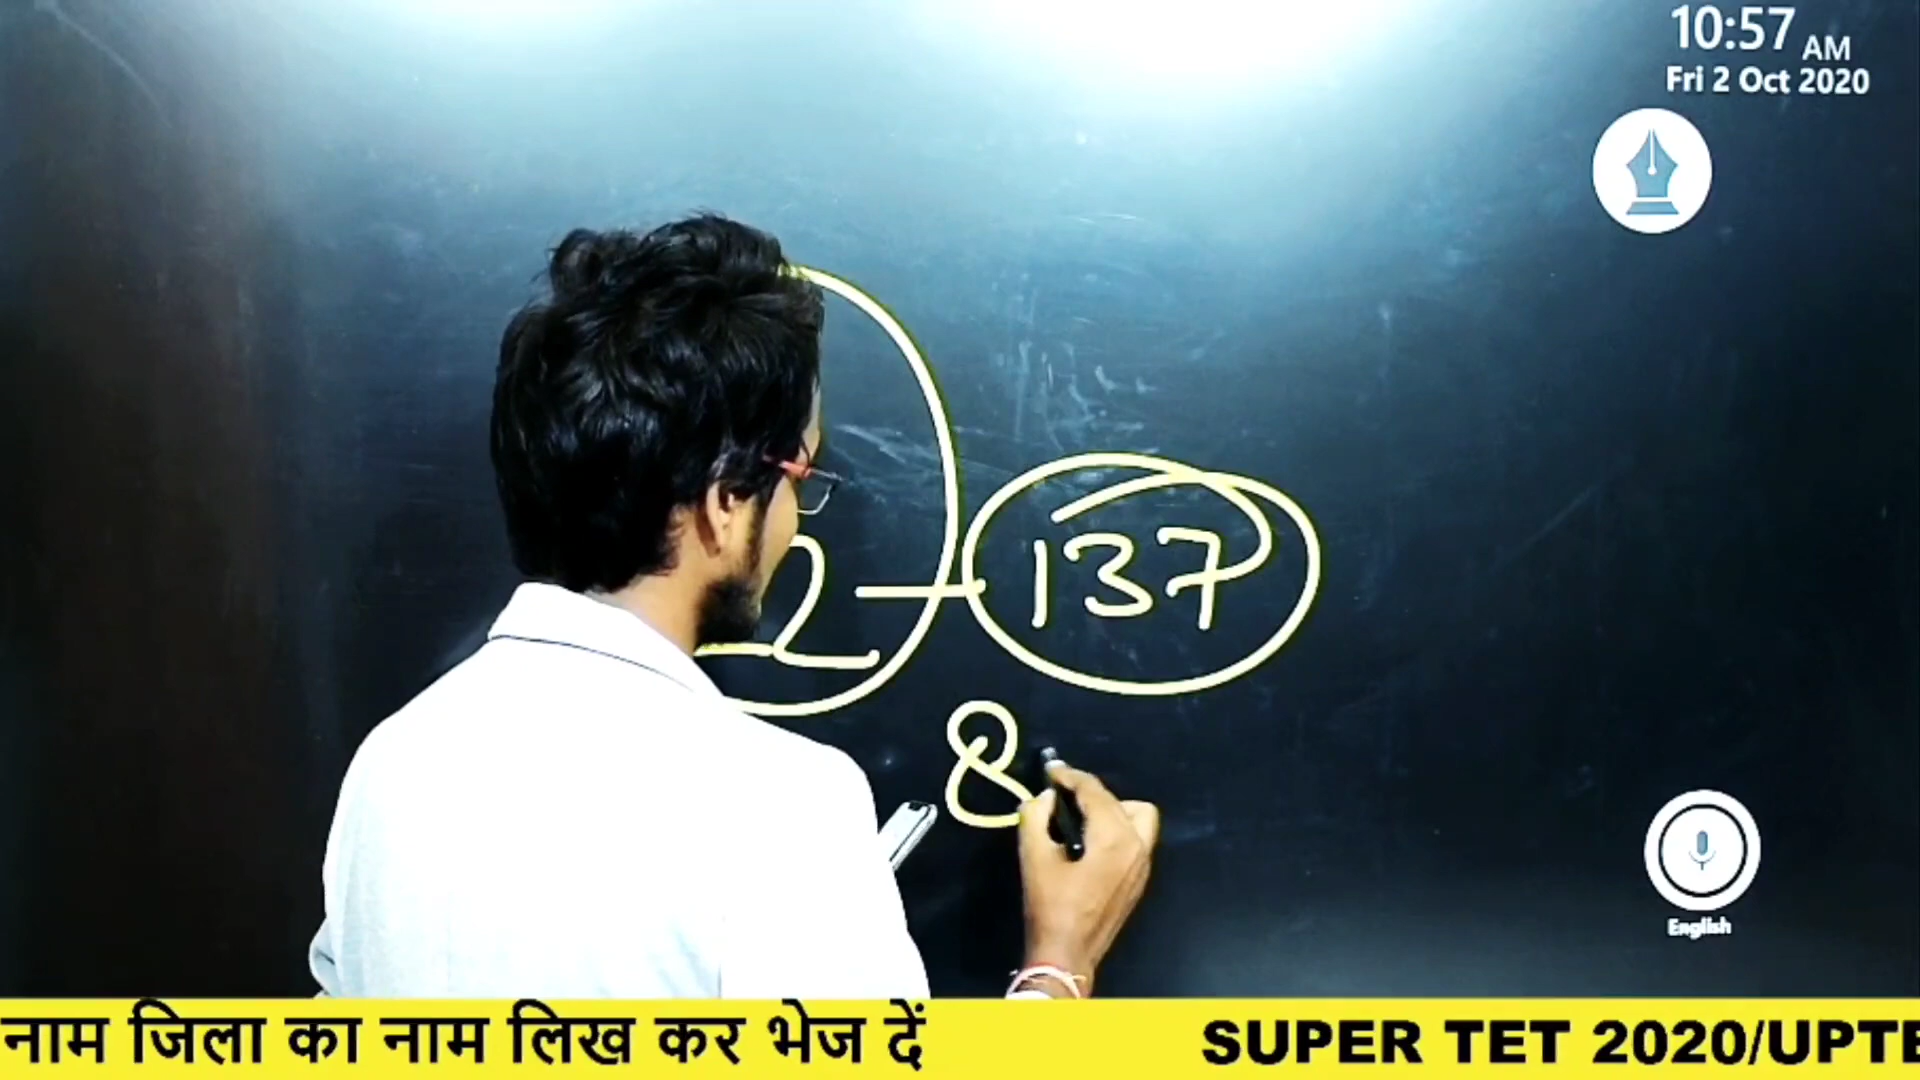 10:57 AM
Fri 2 Oct 2020
2 — 137
8
English
नाम जिला का नाम लिख कर भेज दें SUPER TET 2020/UPTE